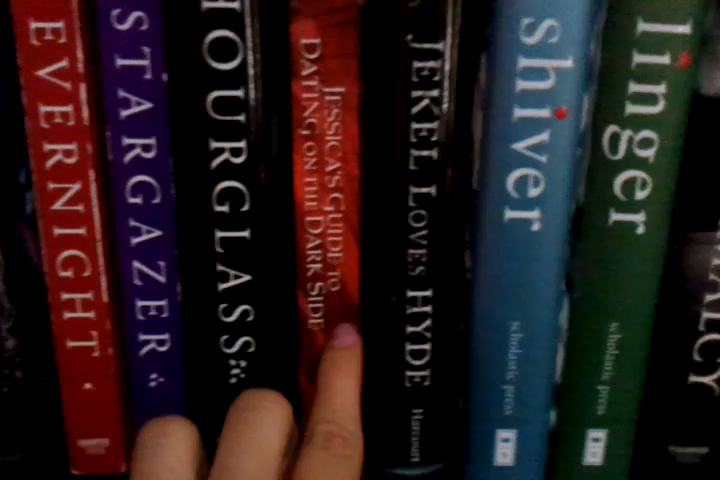 EVERNIGHT
STARGAZER
HOURGLASS
JESSICA'S GUIDE TO
DATING ON THE DARK SIDE
JEKEL LOVES HYDE
Harcourt
shiver
scholastic press
linger
scholastic press